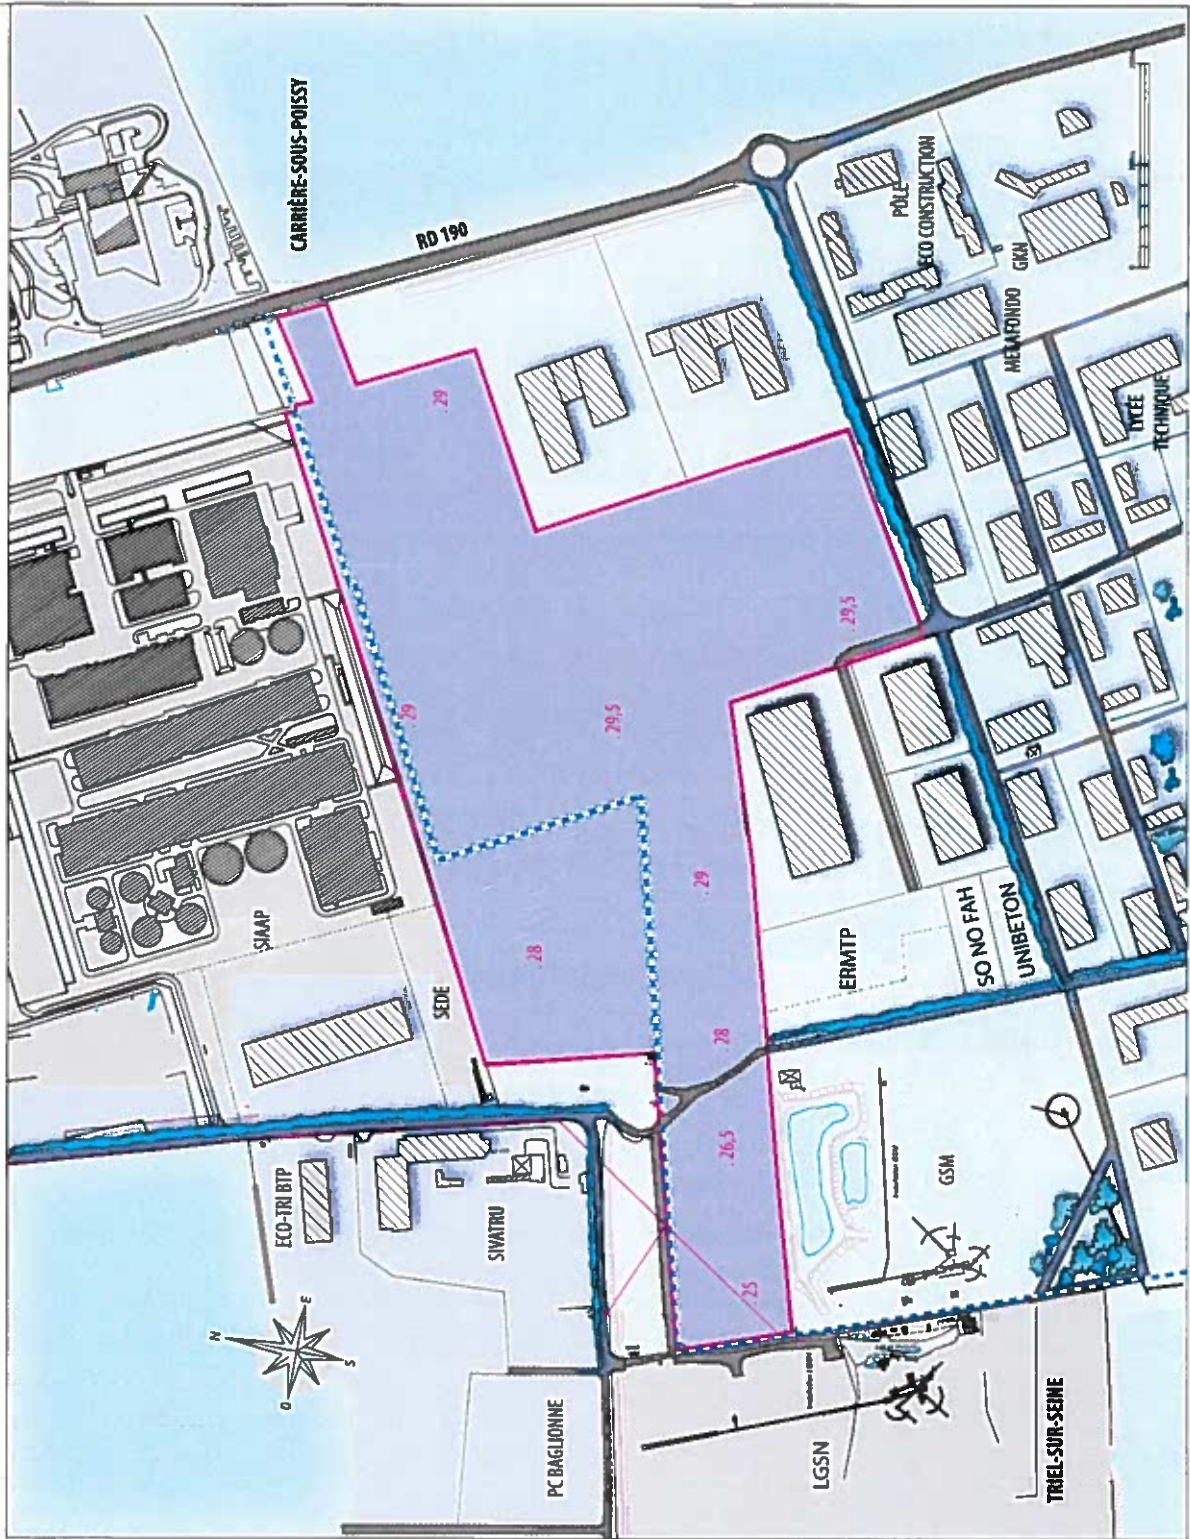 CARRIÈRE-SOUS-POISSY
RD 190
PÔLE
ECO CONSTRUCTION
GKN
MELAFONDO
LYCÉE
TECHNIQUE
SIAAP
SEDE
ECO-TRI BTP
SIVATRU
PC BAGLIONNE
N
E
S
O
.29
.29
.29,5
.29,5
.29
.28
.28
.26,5
.25
ERMTP
SO NO FAH
UNIBETON
GSM
LGSN
TRIEL-SUR-SEINE